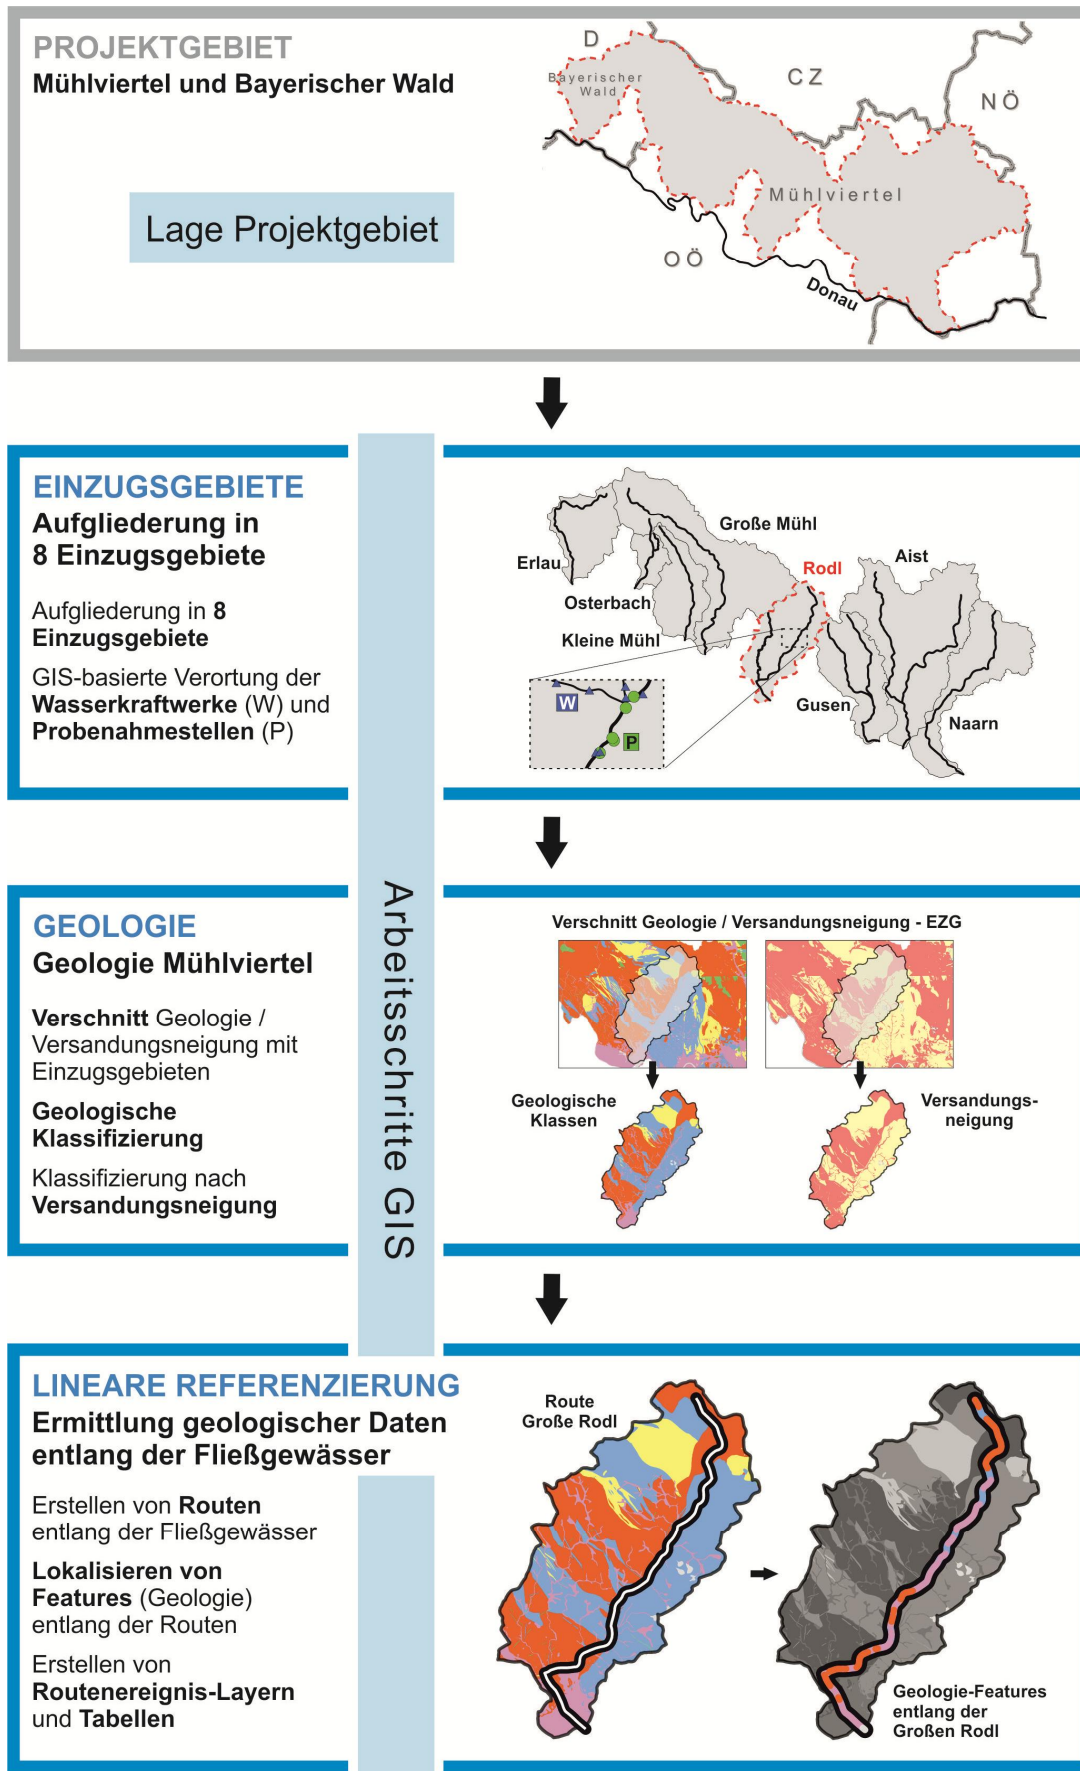 PROJEKTGEBIET
Mühlviertel und Bayerischer Wald
Lage Projektgebiet
D
Bayerischer
Wald
CZ
NÖ
Mühlviertel
OÖ
Donau
Arbeitsschritte GIS
EINZUGSGEBIETE
Aufgliederung in
8 Einzugsgebiete
Aufgliederung in 8
Einzugsgebiete
GIS-basierte Verortung der
Wasserkraftwerke (W) und
Probenahmestellen (P)
Große Mühl
Aist
Erlau
Rodl
Osterbach
Kleine Mühl
W
P
Gusen
Naarn
GEOLOGIE
Geologie Mühlviertel
Verschnitt Geologie /
Versandungsneigung mit
Einzugsgebieten
Geologische
Klassifizierung
Klassifizierung nach
Versandungsneigung
Verschnitt Geologie / Versandungsneigung - EZG
Geologische
Klassen
Versandungs-
neigung
LINEARE REFERENZIERUNG
Ermittlung geologischer Daten
entlang der Fließgewässer
Erstellen von Routen
entlang der Fließgewässer
Lokalisieren von
Features (Geologie)
entlang der Routen
Erstellen von
Routenereignis-Layern
und Tabellen
Route
Große Rodl
Geologie-Features
entlang der
Großen Rodl